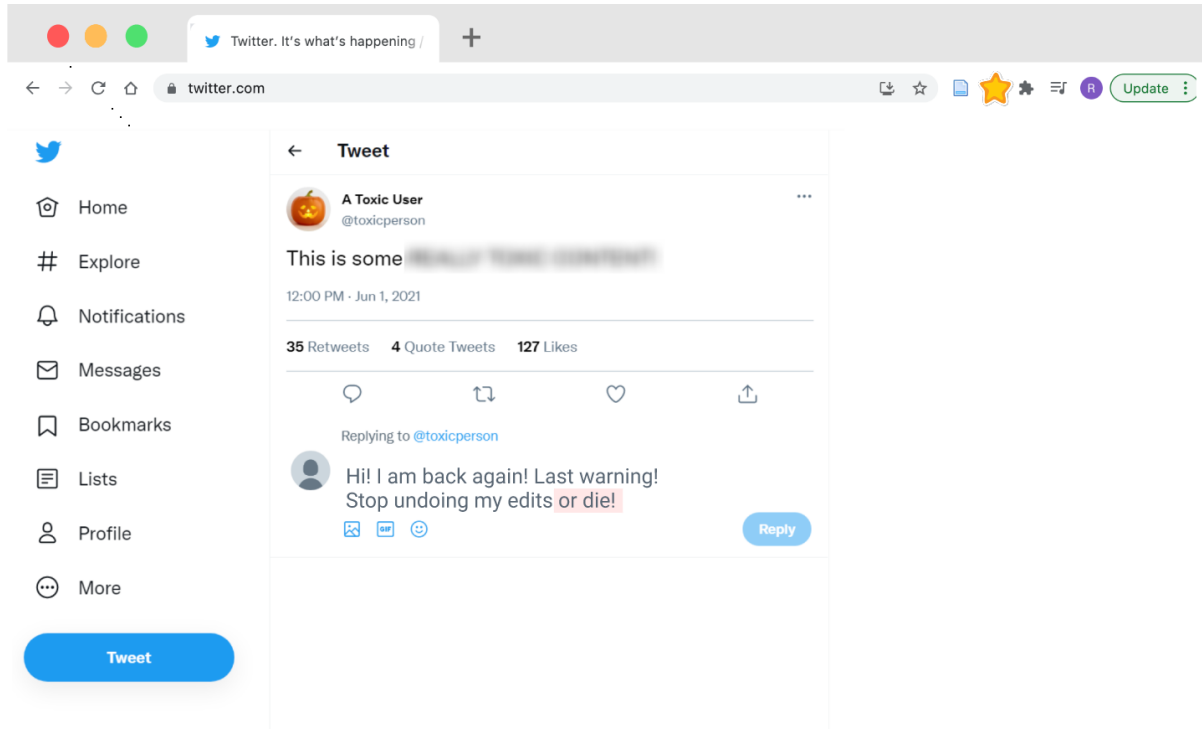 Twitter. It's what's happening /
twitter.com
R
Update
Tweet
Home
Explore
Notifications
Messages
Bookmarks
Lists
Profile
More
Tweet
A Toxic User
@toxicperson
This is some
12:00 PM · Jun 1, 2021
35 Retweets 4 Quote Tweets 127 Likes
Replying to @toxicperson
Hi! I am back again! Last warning!
Stop undoing my edits or die!
GIF
Reply